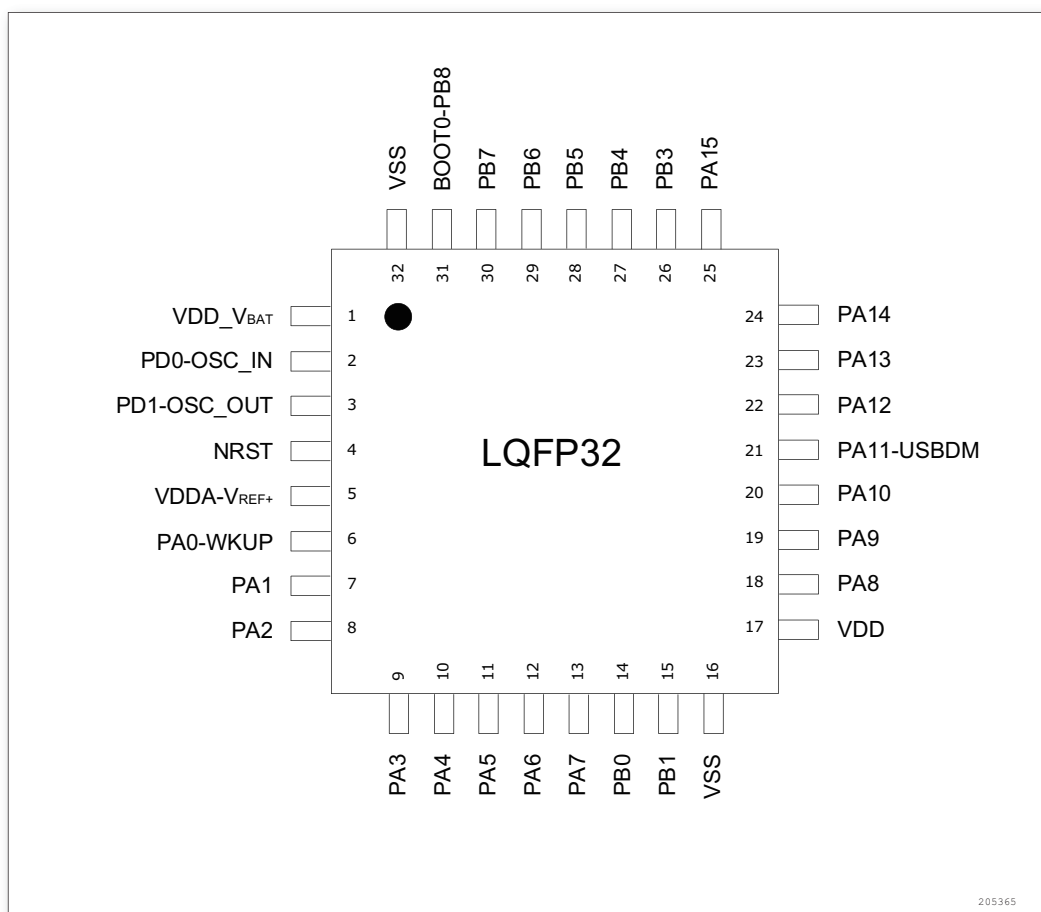 VSS
BOOT0-PB8
PB7
PB6
PB5
PB4
PB3
PA15
32
31
30
29
28
27
26
25
VDD_VBAT 1
PD0-OSC_IN 2
PD1-OSC_OUT 3
NRST 4
VDDA-VREF+ 5
PA0-WKUP 6
PA1 7
PA2 8
LQFP32
24 PA14
23 PA13
22 PA12
21 PA11-USBDM
20 PA10
19 PA9
18 PA8
17 VDD
9
10
11
12
13
14
15
16
PA3
PA4
PA5
PA6
PA7
PB0
PB1
VSS
205365